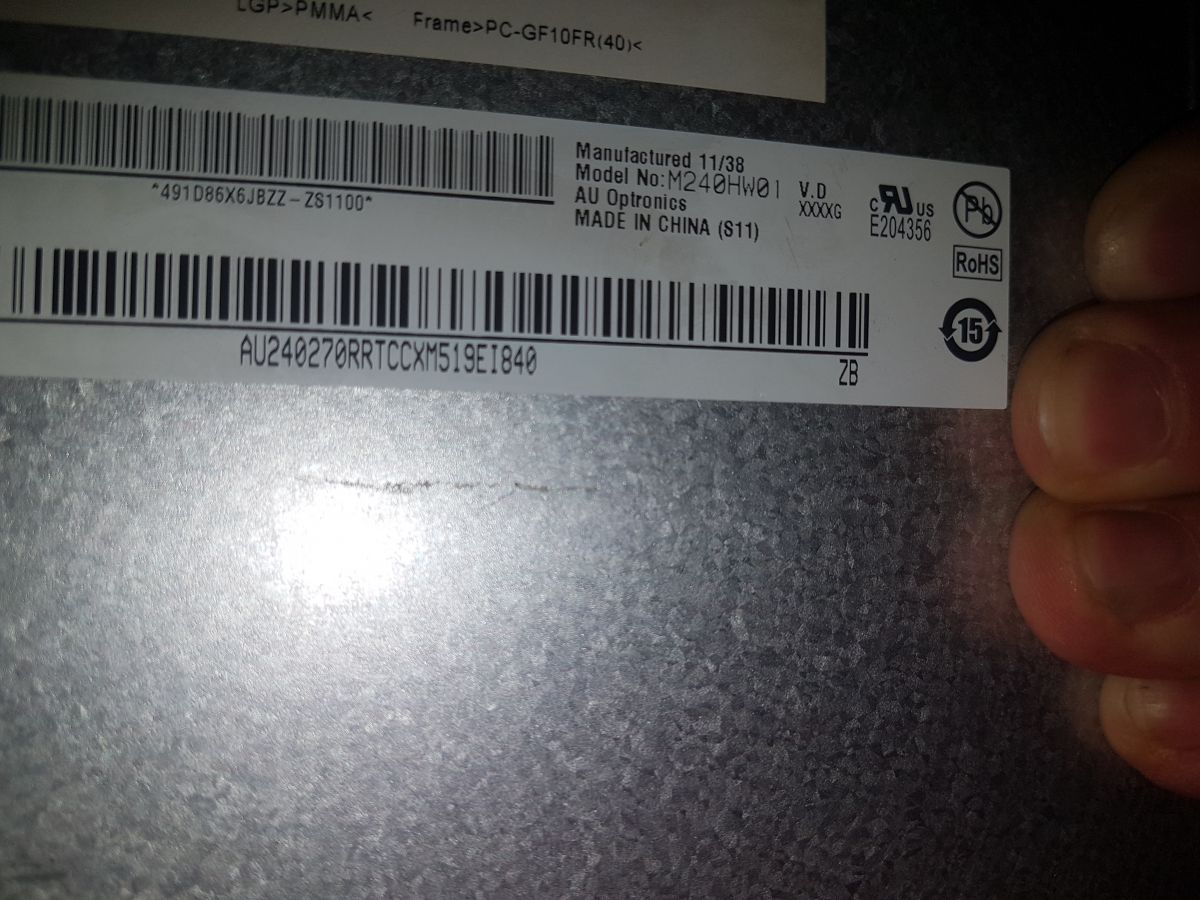 LGP>PMMA< Frame>PC-GF10FR(40)<
*491D86X6JBZZ-ZS1100*
Manufactured 11/38
Model No:M240HW01 V.D
AU Optronics XXXXG
MADE IN CHINA (S11)
c RU US
E204356
Pb
RoHS
15
AU240270RRTCCXM519EI840
ZB